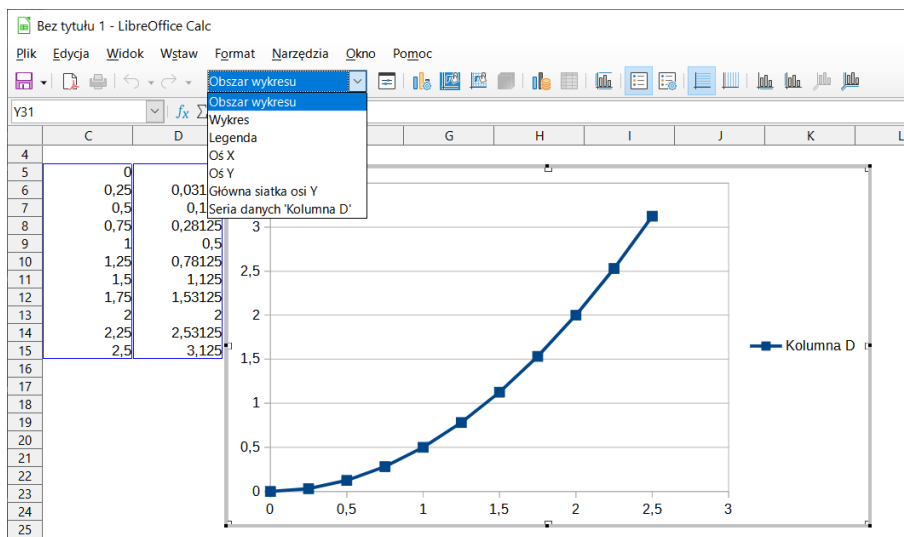 Bez tytułu 1 - LibreOffice Calc
Plik Edycja Widok Wstaw Format Narzędzia Okno Pomoc
Obszar wykresu
Y31 fx Σ
Obszar wykresu
Wykres
Legenda
Oś X
Oś Y
Główna siatka osi Y
Seria danych 'Kolumna D'
C D G H I J K L
4
5 0
6 0,25 0,031
7 0,5 0,1
8 0,75 0,28125
9 1 0,5
10 1,25 0,78125
11 1,5 1,125
12 1,75 1,53125
13 2 2
14 2,25 2,53125
15 2,5 3,125
16
17
18
19
20
21
22
23
24
25
3
2,5
2
1,5
1
0,5
0
0 0,5 1 1,5 2 2,5 3
Kolumna D